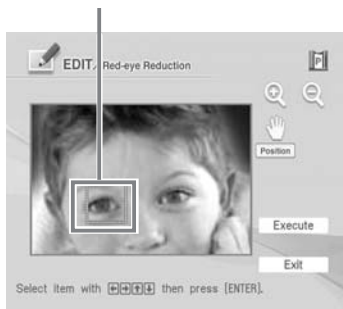 EDIT/ Red-eye Reduction
P
Position
Execute
Exit
Select item with ←→↑↓ then press [ENTER].